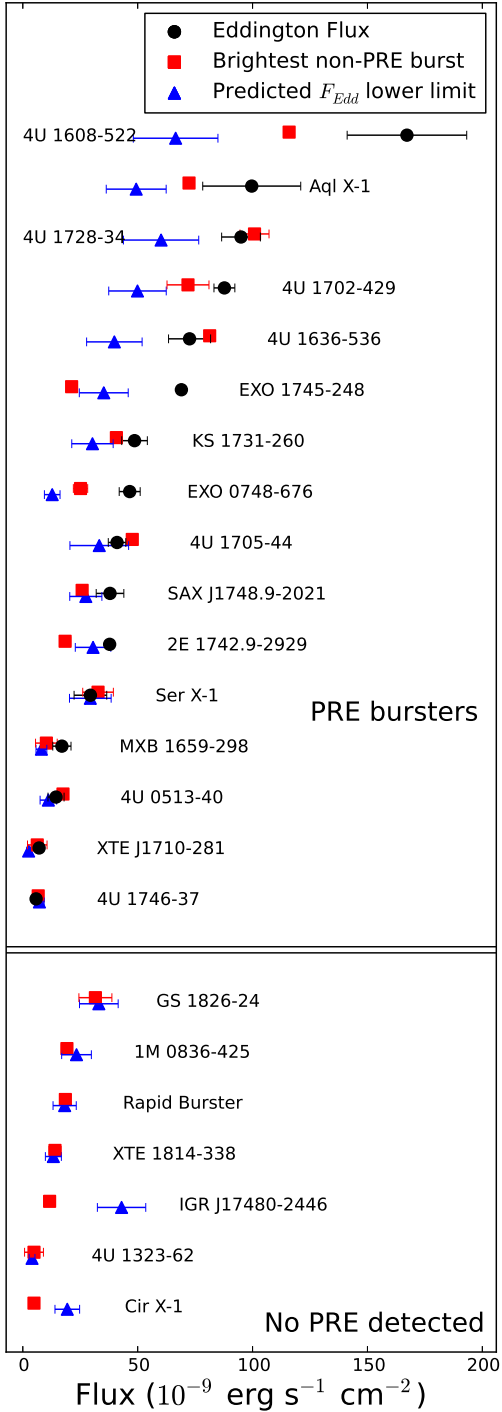 Eddington Flux
Brightest non-PRE burst
Predicted F_Edd lower limit
4U 1608-522
Aql X-1
4U 1728-34
4U 1702-429
4U 1636-536
EXO 1745-248
KS 1731-260
EXO 0748-676
4U 1705-44
SAX J1748.9-2021
2E 1742.9-2929
Ser X-1
PRE bursters
MXB 1659-298
4U 0513-40
XTE J1710-281
4U 1746-37
GS 1826-24
1M 0836-425
Rapid Burster
XTE 1814-338
IGR J17480-2446
4U 1323-62
Cir X-1
No PRE detected
0 50 100 150 200
Flux (10⁻⁹ erg s⁻¹ cm⁻²)